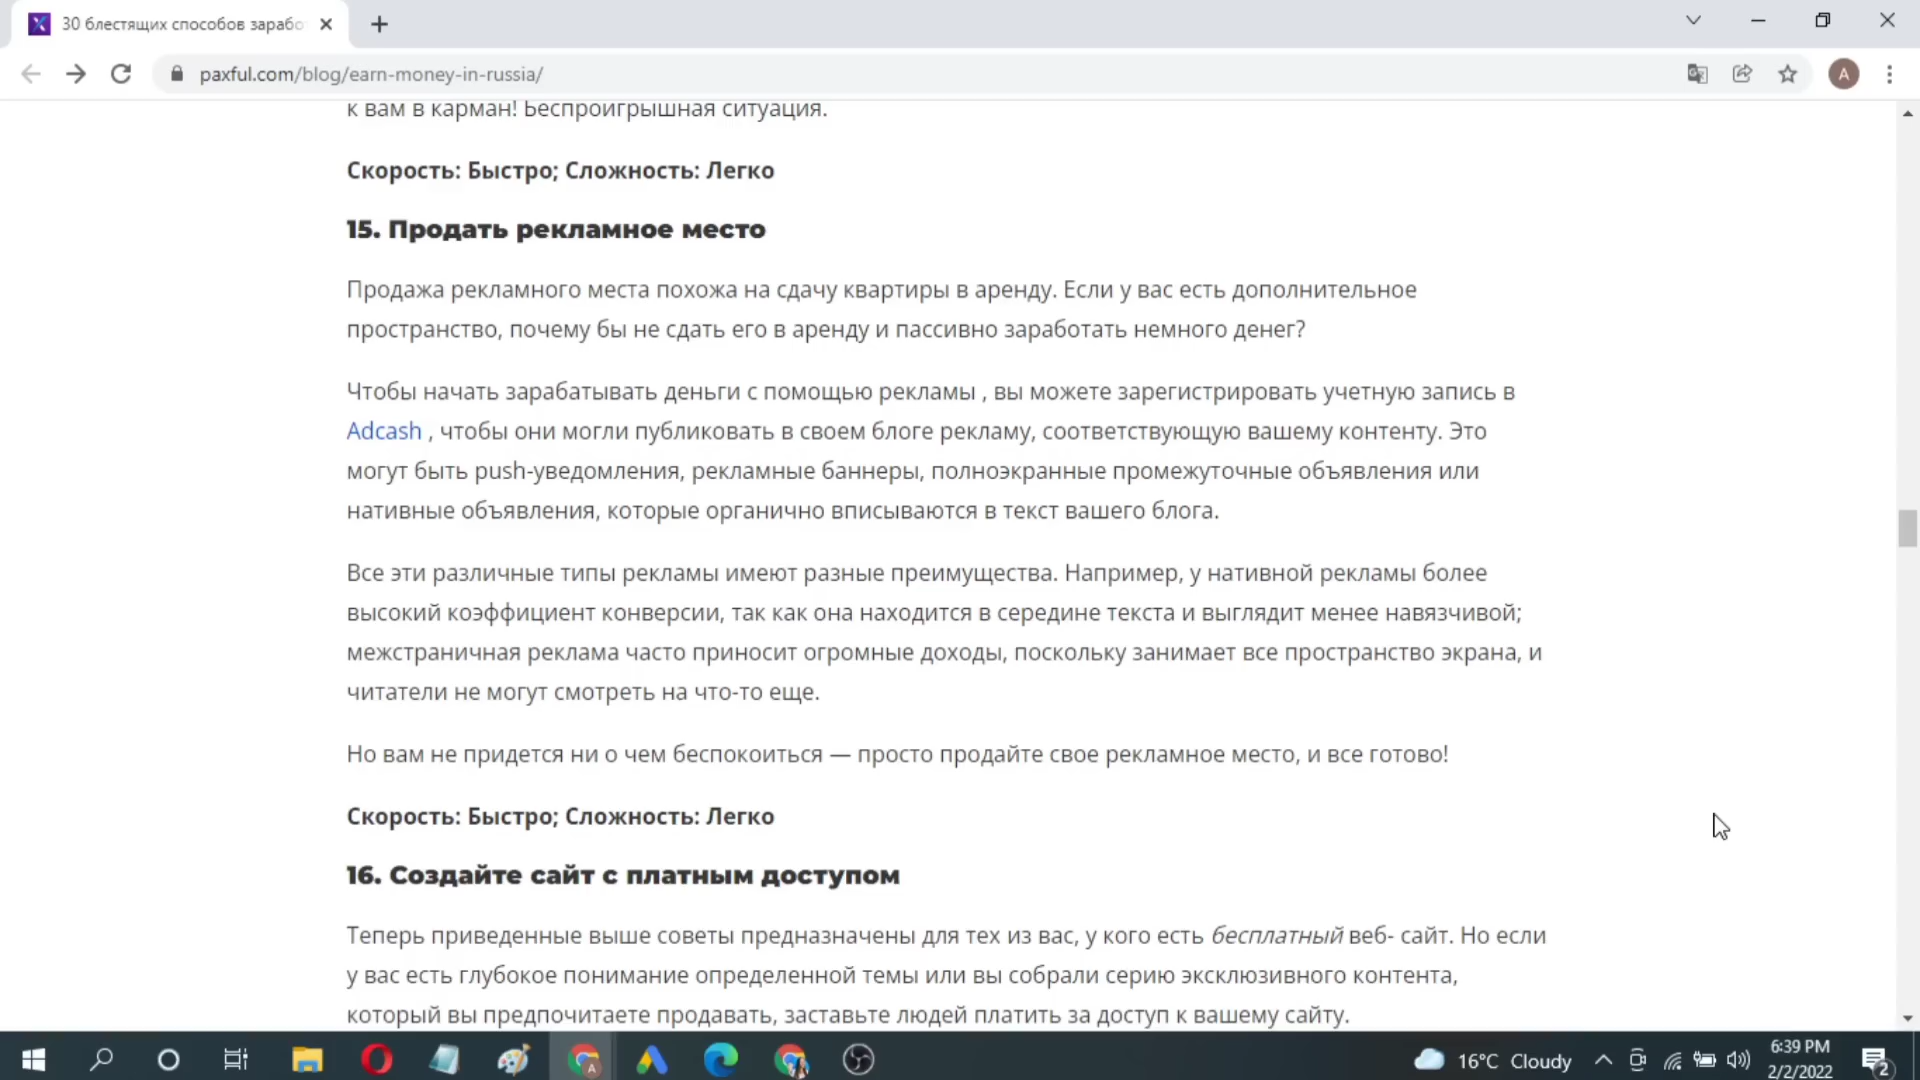 30 блестящих способов зарабо
paxful.com/blog/earn-money-in-russia/
A
к вам в карман! Беспроигрышная ситуация.
Скорость: Быстро; Сложность: Легко
15. Продать рекламное место
Продажа рекламного места похожа на сдачу квартиры в аренду. Если у вас есть дополнительное
пространство, почему бы не сдать его в аренду и пассивно заработать немного денег?
Чтобы начать зарабатывать деньги с помощью рекламы , вы можете зарегистрировать учетную запись в
Adcash , чтобы они могли публиковать в своем блоге рекламу, соответствующую вашему контенту. Это
могут быть push-уведомления, рекламные баннеры, полноэкранные промежуточные объявления или
нативные объявления, которые органично вписываются в текст вашего блога.
Все эти различные типы рекламы имеют разные преимущества. Например, у нативной рекламы более
высокий коэффициент конверсии, так как она находится в середине текста и выглядит менее навязчивой;
межстраничная реклама часто приносит огромные доходы, поскольку занимает все пространство экрана, и
читатели не могут смотреть на что-то еще.
Но вам не придется ни о чем беспокоиться — просто продайте свое рекламное место, и все готово!
Скорость: Быстро; Сложность: Легко
16. Создайте сайт с платным доступом
Теперь приведенные выше советы предназначены для тех из вас, у кого есть бесплатный веб- сайт. Но если
у вас есть глубокое понимание определенной темы или вы собрали серию эксклюзивного контента,
который вы предпочитаете продавать, заставьте людей платить за доступ к вашему сайту.
16°C Cloudy
6:39 PM
2/2/2022
2